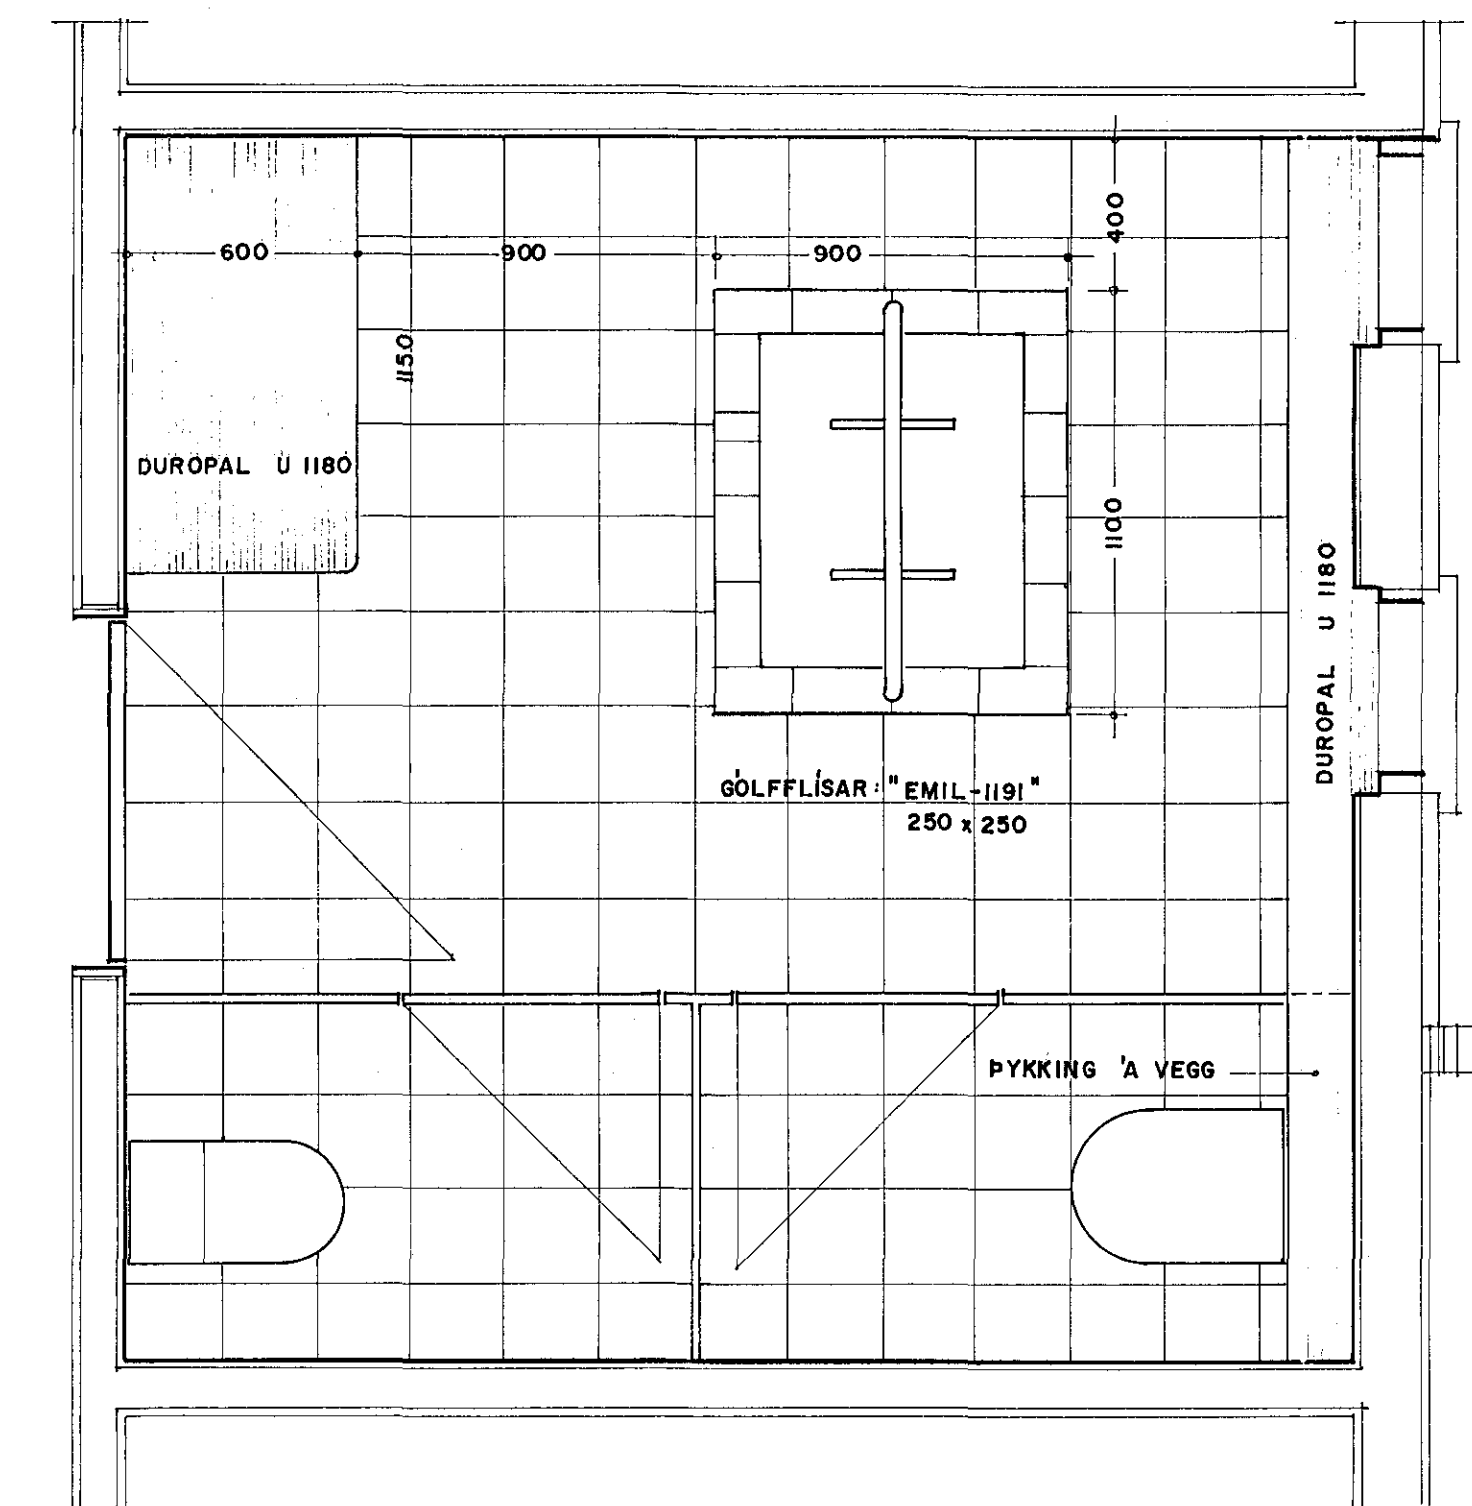 600
900
900
400
1150
DUROPAL U 1180
1100
DUROPAL U 1180
GÓLFFLÍSAR: "EMIL-1191"
250 x 250
ÞYKKING Á VEGG